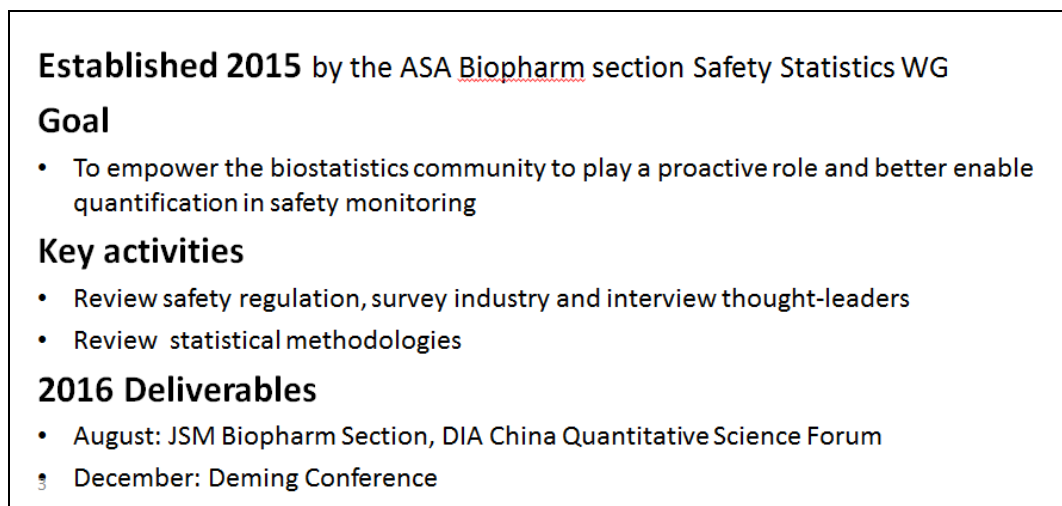 Established 2015 by the ASA Biopharm section Safety Statistics WG
Goal
• To empower the biostatistics community to play a proactive role and better enable
quantification in safety monitoring
Key activities
• Review safety regulation, survey industry and interview thought-leaders
• Review  statistical methodologies
2016 Deliverables
• August: JSM Biopharm Section, DIA China Quantitative Science Forum
• December: Deming Conference
3